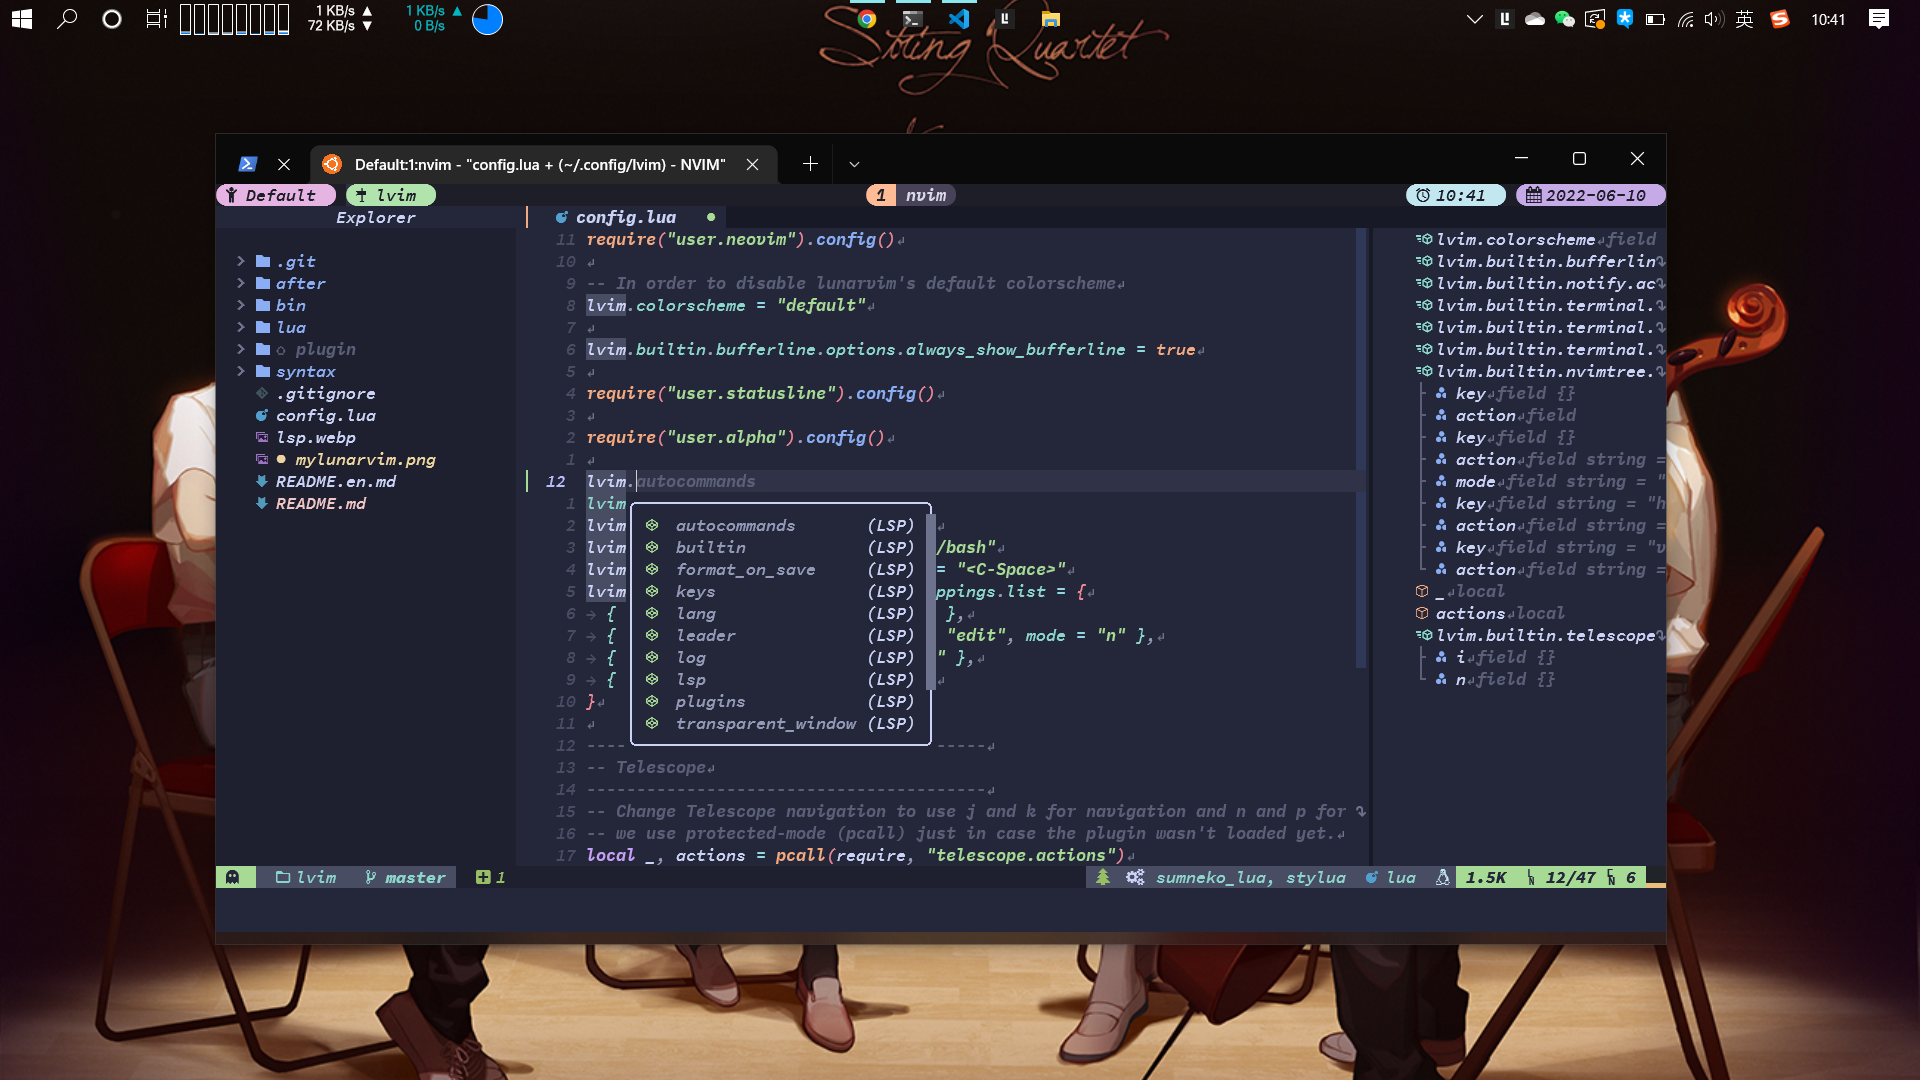 1 KB/s ▲
72 KB/s ▼
1 KB/s ▲
0 B/s
英
10:41
String Quartet
Default:1:nvim - "config.lua + (~/.config/lvim) - NVIM"
Default
lvim
1 nvim
10:41
2022-06-10
Explorer
.git
after
bin
lua
plugin
syntax
.gitignore
config.lua
lsp.webp
mylunarvim.png
README.en.md
README.md
config.lua
11 require("user.neovim").config()
10
9 -- In order to disable lunarvim's default colorscheme
8 lvim.colorscheme = "default"
7
6 lvim.builtin.bufferline.options.always_show_bufferline = true
5
4 require("user.statusline").config()
3
2 require("user.alpha").config()
1
12 lvim.autocommands
1 lvim
2 lvim
3 lvim /bash"
4 lvim = "<C-Space>"
5 lvim ppings.list = {
6 { },
7 { "edit", mode = "n" },
8 { " },
9 {
10 }
11
12 ---- -----
13 -- Telescope
14 ----------------------------------------
15 -- Change Telescope navigation to use j and k for navigation and n and p for
16 -- we use protected-mode (pcall) just in case the plugin wasn't loaded yet.
17 local _, actions = pcall(require, "telescope.actions")
autocommands (LSP)
builtin (LSP)
format_on_save (LSP)
keys (LSP)
lang (LSP)
leader (LSP)
log (LSP)
lsp (LSP)
plugins (LSP)
transparent_window (LSP)
lvim.colorscheme field
lvim.builtin.bufferlin
lvim.builtin.notify.ac
lvim.builtin.terminal.
lvim.builtin.terminal.
lvim.builtin.terminal.
lvim.builtin.nvimtree.
key field {}
action field
key field {}
action field string =
mode field string = "
key field string = "h
action field string =
key field string = "v
action field string =
_ local
actions local
lvim.builtin.telescope
i field {}
n field {}
lvim
master
1
sumneko_lua, stylua
lua
1.5K
LN 12/47 CN 6